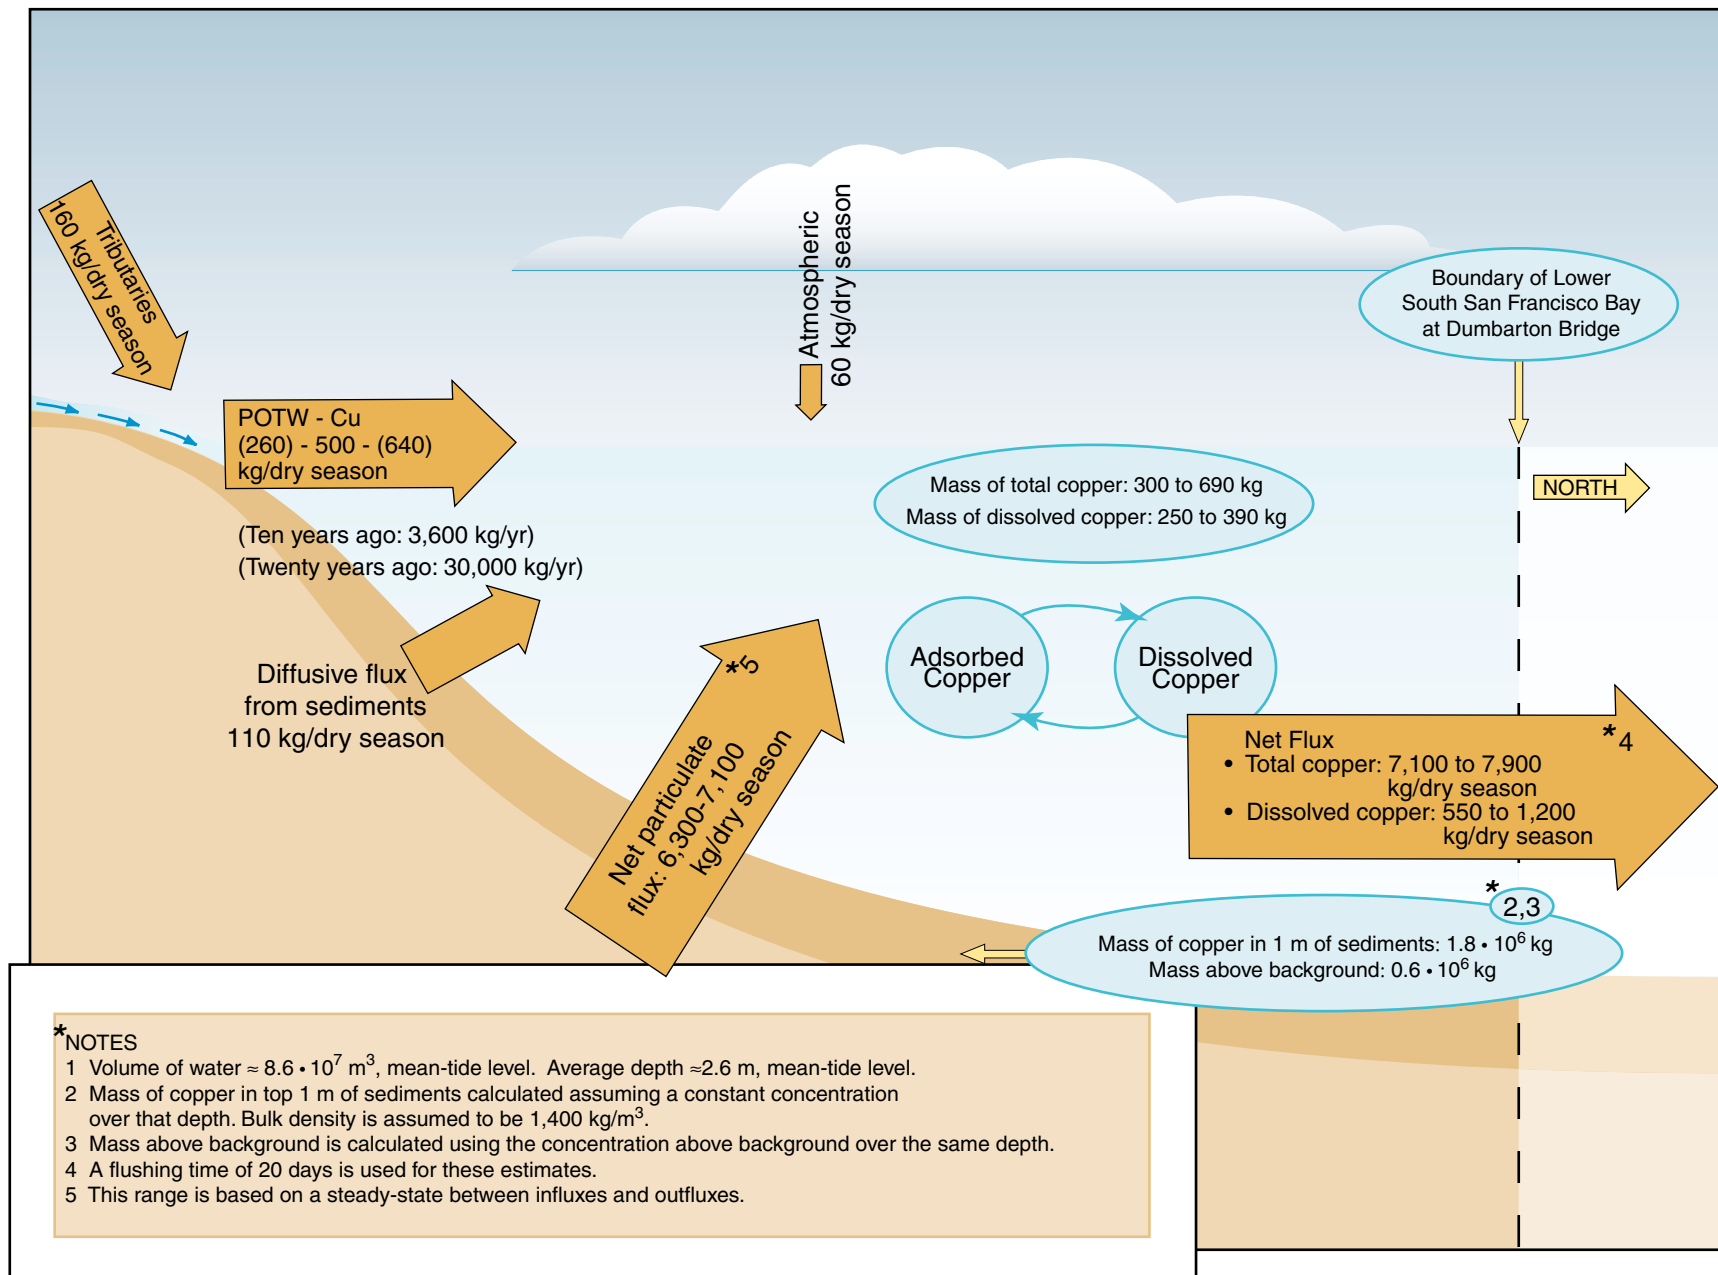 Tributaries
160 kg/dry season
Atmospheric
60 kg/dry season
Boundary of Lower
South San Francisco Bay
at Dumbarton Bridge
POTW - Cu
(260) - 500 - (640)
kg/dry season
NORTH
Mass of total copper: 300 to 690 kg
Mass of dissolved copper: 250 to 390 kg
(Ten years ago: 3,600 kg/yr)
(Twenty years ago: 30,000 kg/yr)
Diffusive flux
from sediments
110 kg/dry season
Adsorbed
Copper
Dissolved
Copper
*5
Net particulate
flux: 6,300-7,100
kg/dry season
Net Flux
*4
• Total copper: 7,100 to 7,900
kg/dry season
• Dissolved copper: 550 to 1,200
kg/dry season
*2,3
Mass of copper in 1 m of sediments: 1.8 • 10⁶ kg
Mass above background: 0.6 • 10⁶ kg
*NOTES
1 Volume of water ≈ 8.6 • 10⁷ m³, mean-tide level. Average depth ≈2.6 m, mean-tide level.
2 Mass of copper in top 1 m of sediments calculated assuming a constant concentration
over that depth. Bulk density is assumed to be 1,400 kg/m³.
3 Mass above background is calculated using the concentration above background over the same depth.
4 A flushing time of 20 days is used for these estimates.
5 This range is based on a steady-state between influxes and outfluxes.